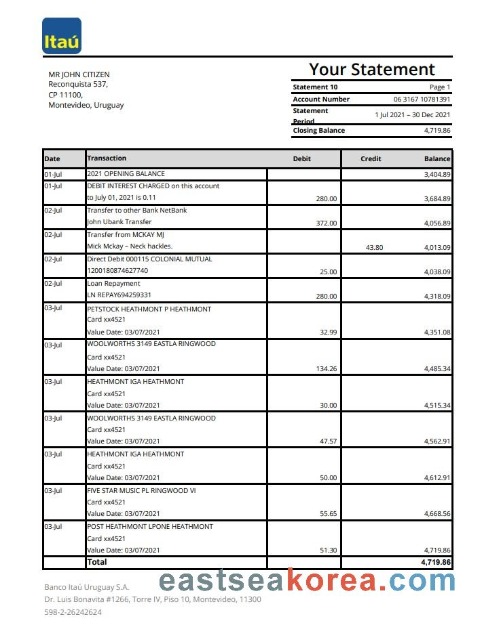 Itaú
MR JOHN CITIZEN
Reconquista 537,
CP 11100,
Montevideo, Uruguay
Your Statement
Statement 10 Page 1
Account Number 06 3167 10781391
Statement
Period 1 Jul 2021 – 30 Dec 2021
Closing Balance 4,719.86
Date Transaction Debit Credit Balance
01-Jul 2021 OPENING BALANCE 3,404.89
01-Jul DEBIT INTEREST CHARGED on this account
to July 01, 2021 is 0.11 280.00 3,684.89
02-Jul Transfer to other Bank NetBank
John Ubank Transfer 372.00 4,056.89
02-Jul Transfer from MCKAY MJ
Mick Mckay – Neck hackles. 43.80 4,013.09
02-Jul Direct Debit 000115 COLONIAL MUTUAL
1200180874627740 25.00 4,038.09
02-Jul Loan Repayment
LN REPAY694259331 280.00 4,318.09
03-Jul PETSTOCK HEATHMONT P HEATHMONT
Card xx4521
Value Date: 03/07/2021 32.99 4,351.08
03-Jul WOOLWORTHS 3149 EASTLA RINGWOOD
Card xx4521
Value Date: 03/07/2021 134.26 4,485.34
03-Jul HEATHMONT IGA HEATHMONT
Card xx4521
Value Date: 03/07/2021 30.00 4,515.34
03-Jul WOOLWORTHS 3149 EASTLA RINGWOOD
Card xx4521
Value Date: 03/07/2021 47.57 4,562.91
03-Jul HEATHMONT IGA HEATHMONT
Card xx4521
Value Date: 03/07/2021 50.00 4,612.91
03-Jul FIVE STAR MUSIC PL RINGWOOD VI
Card xx4521
Value Date: 03/07/2021 55.65 4,668.56
03-Jul POST HEATHMONT LPONE HEATHMONT
Card xx4521
Value Date: 03/07/2021 51.30 4,719.86
Total 4,719.86
eastseakorea.com
Banco Itaú Uruguay S.A.
Dr. Luis Bonavita #1266, Torre IV, Piso 10, Montevideo, 11300
598-2-26242624